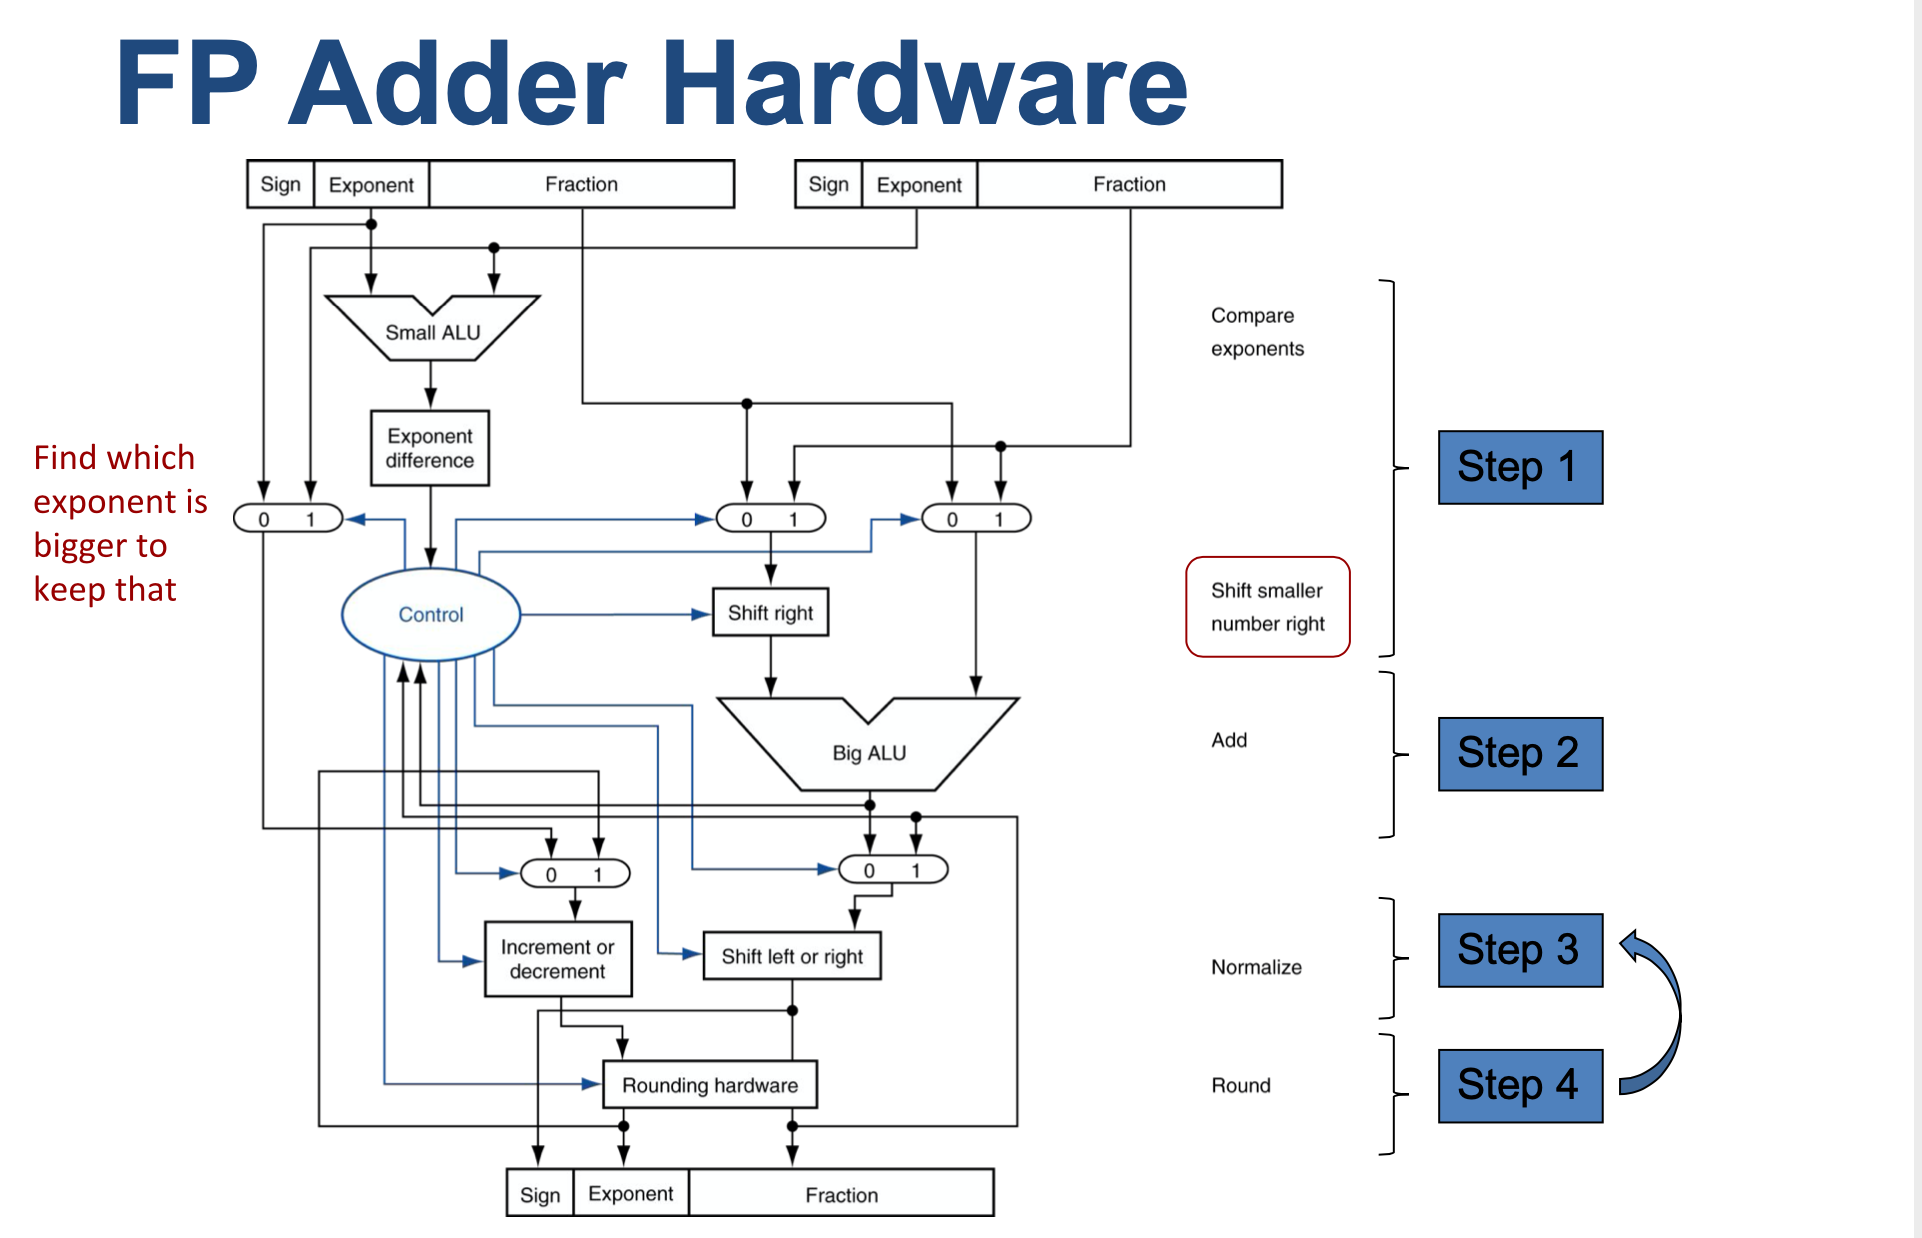 FP Adder Hardware
Sign Exponent Fraction
Sign Exponent Fraction
Small ALU
Compare
exponents
Exponent
difference
Step 1
Find which
exponent is
bigger to
keep that
0 1
0 1
0 1
Control
Shift right
Shift smaller
number right
Big ALU
Add
Step 2
0 1
0 1
Increment or
decrement
Shift left or right
Normalize
Step 3
Rounding hardware
Round
Step 4
Sign Exponent Fraction